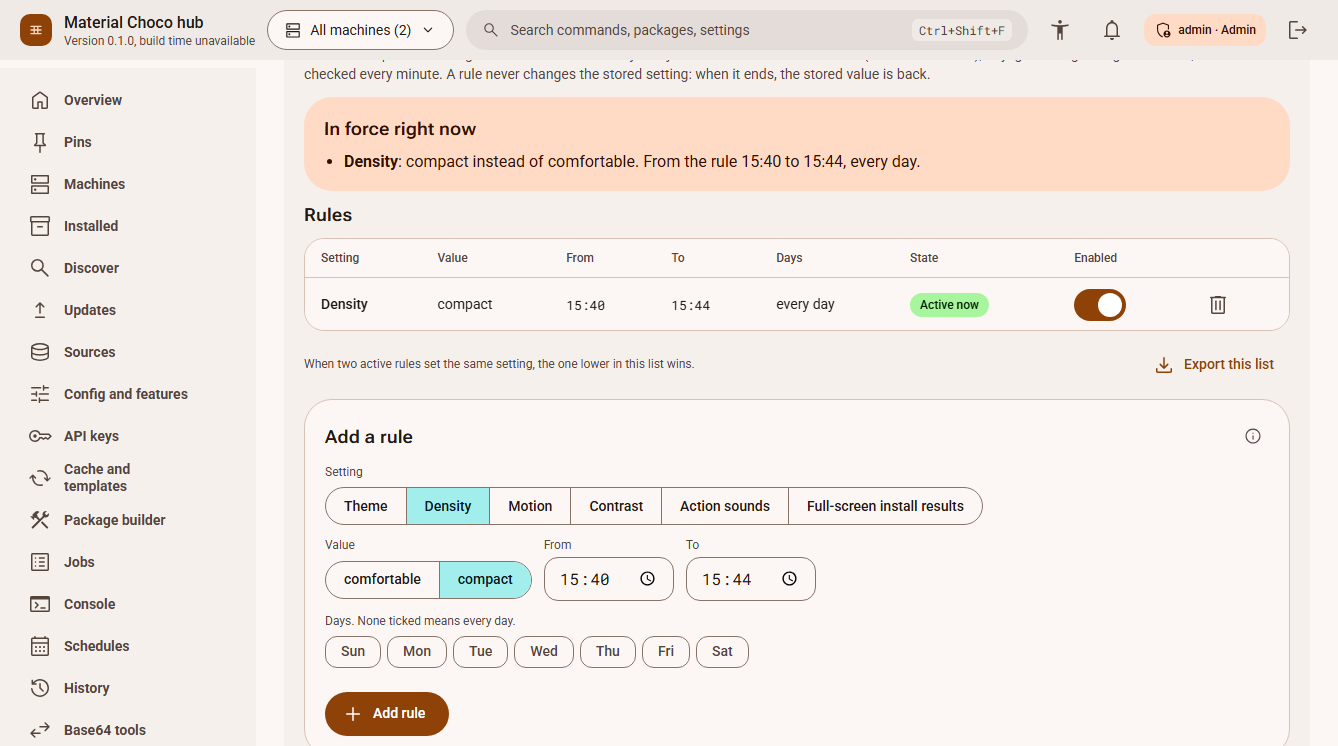 Material Choco hub
Version 0.1.0, build time unavailable
All machines (2)
Search commands, packages, settings
Ctrl+Shift+F
admin · Admin
Overview
Pins
Machines
Installed
Discover
Updates
Sources
Config and features
API keys
Cache and
templates
Package builder
Jobs
Console
Schedules
History
Base64 tools
checked every minute. A rule never changes the stored setting: when it ends, the stored value is back.
In force right now
• Density: compact instead of comfortable. From the rule 15:40 to 15:44, every day.
Rules
Setting Value From To Days State Enabled
Density compact 15:40 15:44 every day Active now
When two active rules set the same setting, the one lower in this list wins.
Export this list
Add a rule
Setting
Theme Density Motion Contrast Action sounds Full-screen install results
Value From To
comfortable compact 15:40 15:44
Days. None ticked means every day.
Sun Mon Tue Wed Thu Fri Sat
Add rule